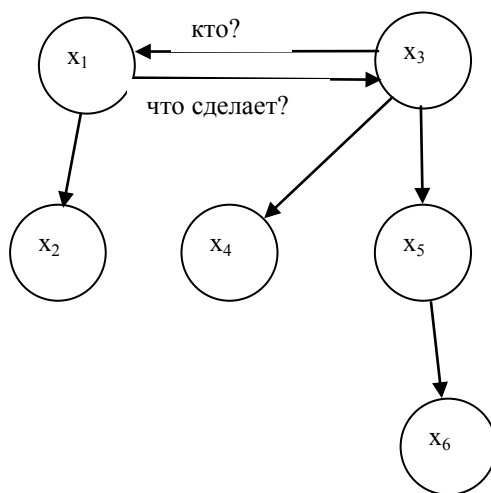 кто?
x₁
x₃
что сделает?
x₂
x₄
x₅
x₆